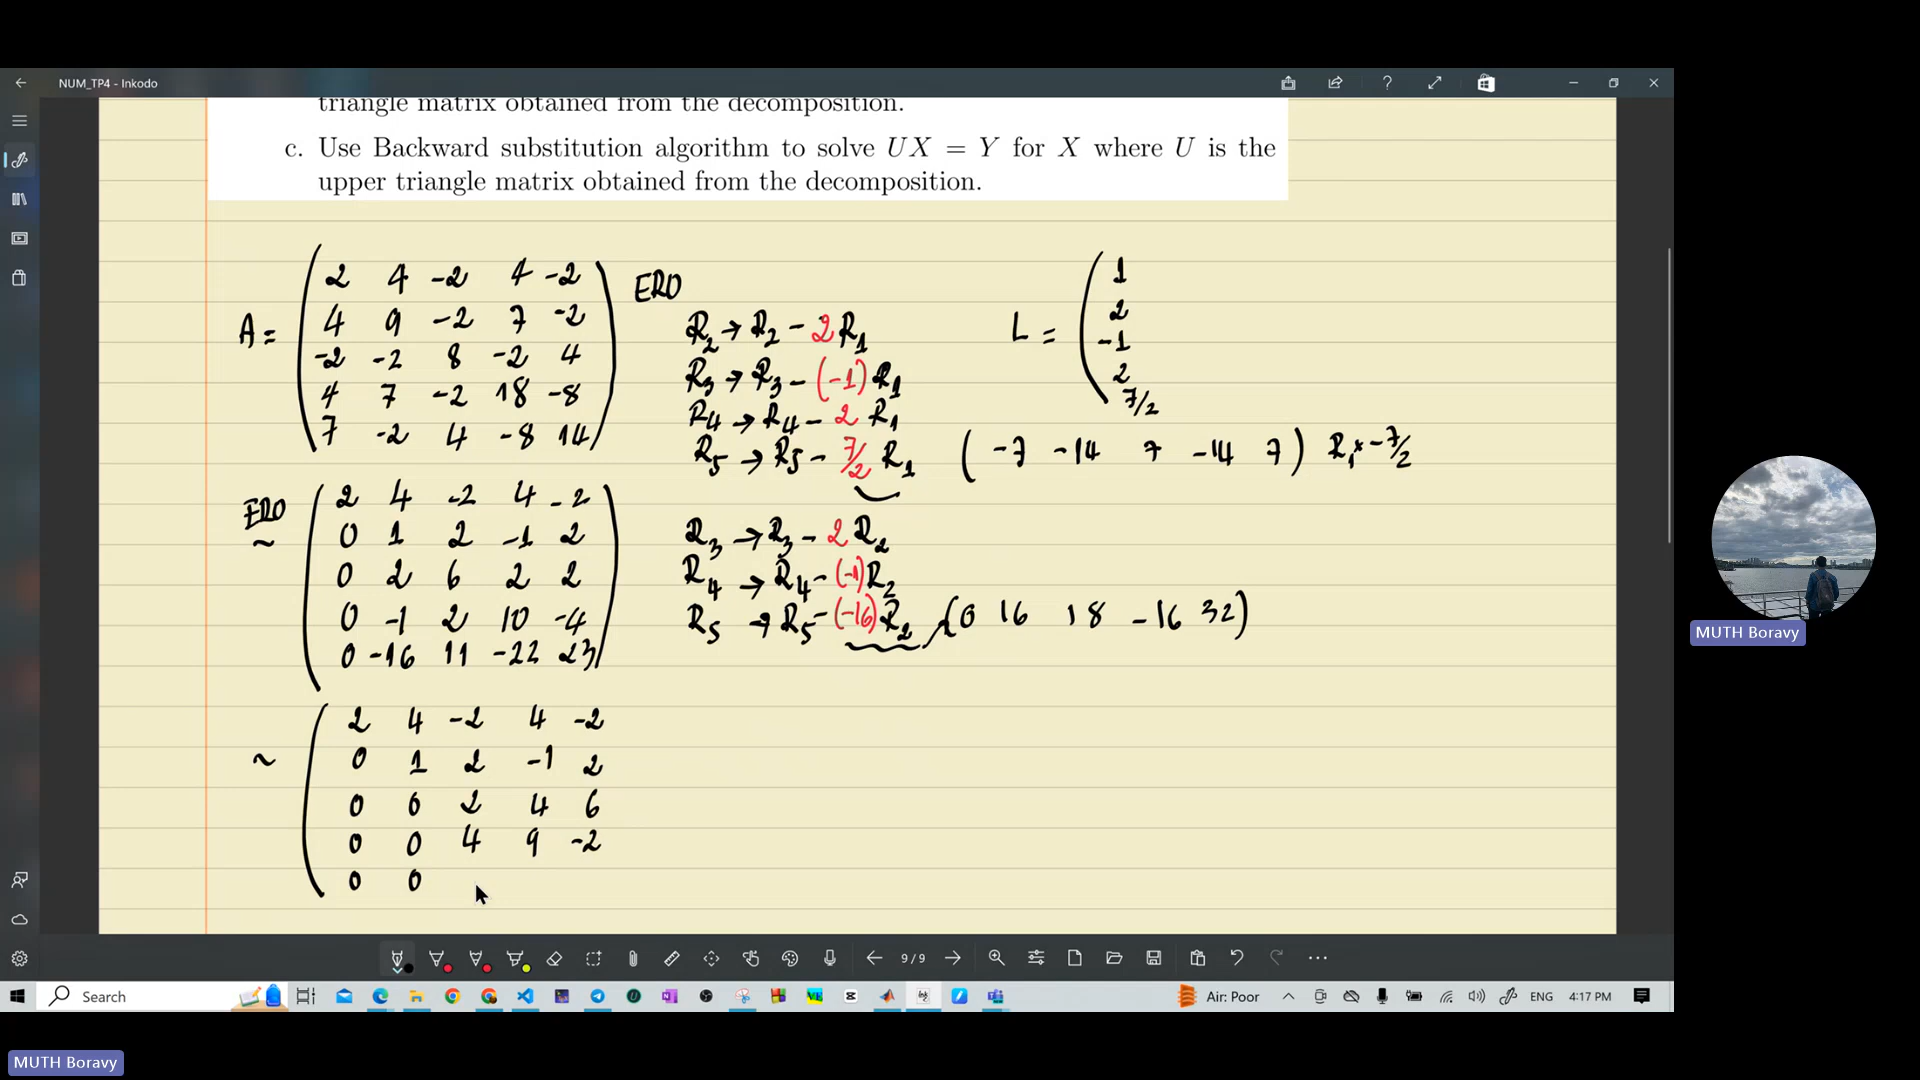 NUM_TP4 - Inkodo
triangle matrix obtained from the decomposition.
c. Use Backward substitution algorithm to solve UX = Y for X where U is the
upper triangle matrix obtained from the decomposition.
A =
2 4 -2 4 -2
4 9 -2 7 -2
-2 -2 8 -2 4
4 7 -2 18 -8
7 -2 4 -8 14
ERO
R2 → R2 - 2R1
R3 → R3 - (-1)R1
R4 → R4 - 2 R1
R5 → R5 - 7/2 R1
L =
1
2
-1
2
7/2
( -7 -14 7 -14 7 ) R1 × -7/2
ERO
~
2 4 -2 4 -2
0 1 2 -1 2
0 2 6 2 2
0 -1 2 10 -4
0 -16 11 -22 23
R3 → R3 - 2 R2
R4 → R4 - (-1)R2
R5 → R5 - (-16)R2
(0 16 18 -16 32)
~
2 4 -2 4 -2
0 1 2 -1 2
0 0 2 4 6
0 0 4 9 -2
0 0
9 / 9
Search
Air: Poor
ENG
4:17 PM
MUTH Boravy
MUTH Boravy